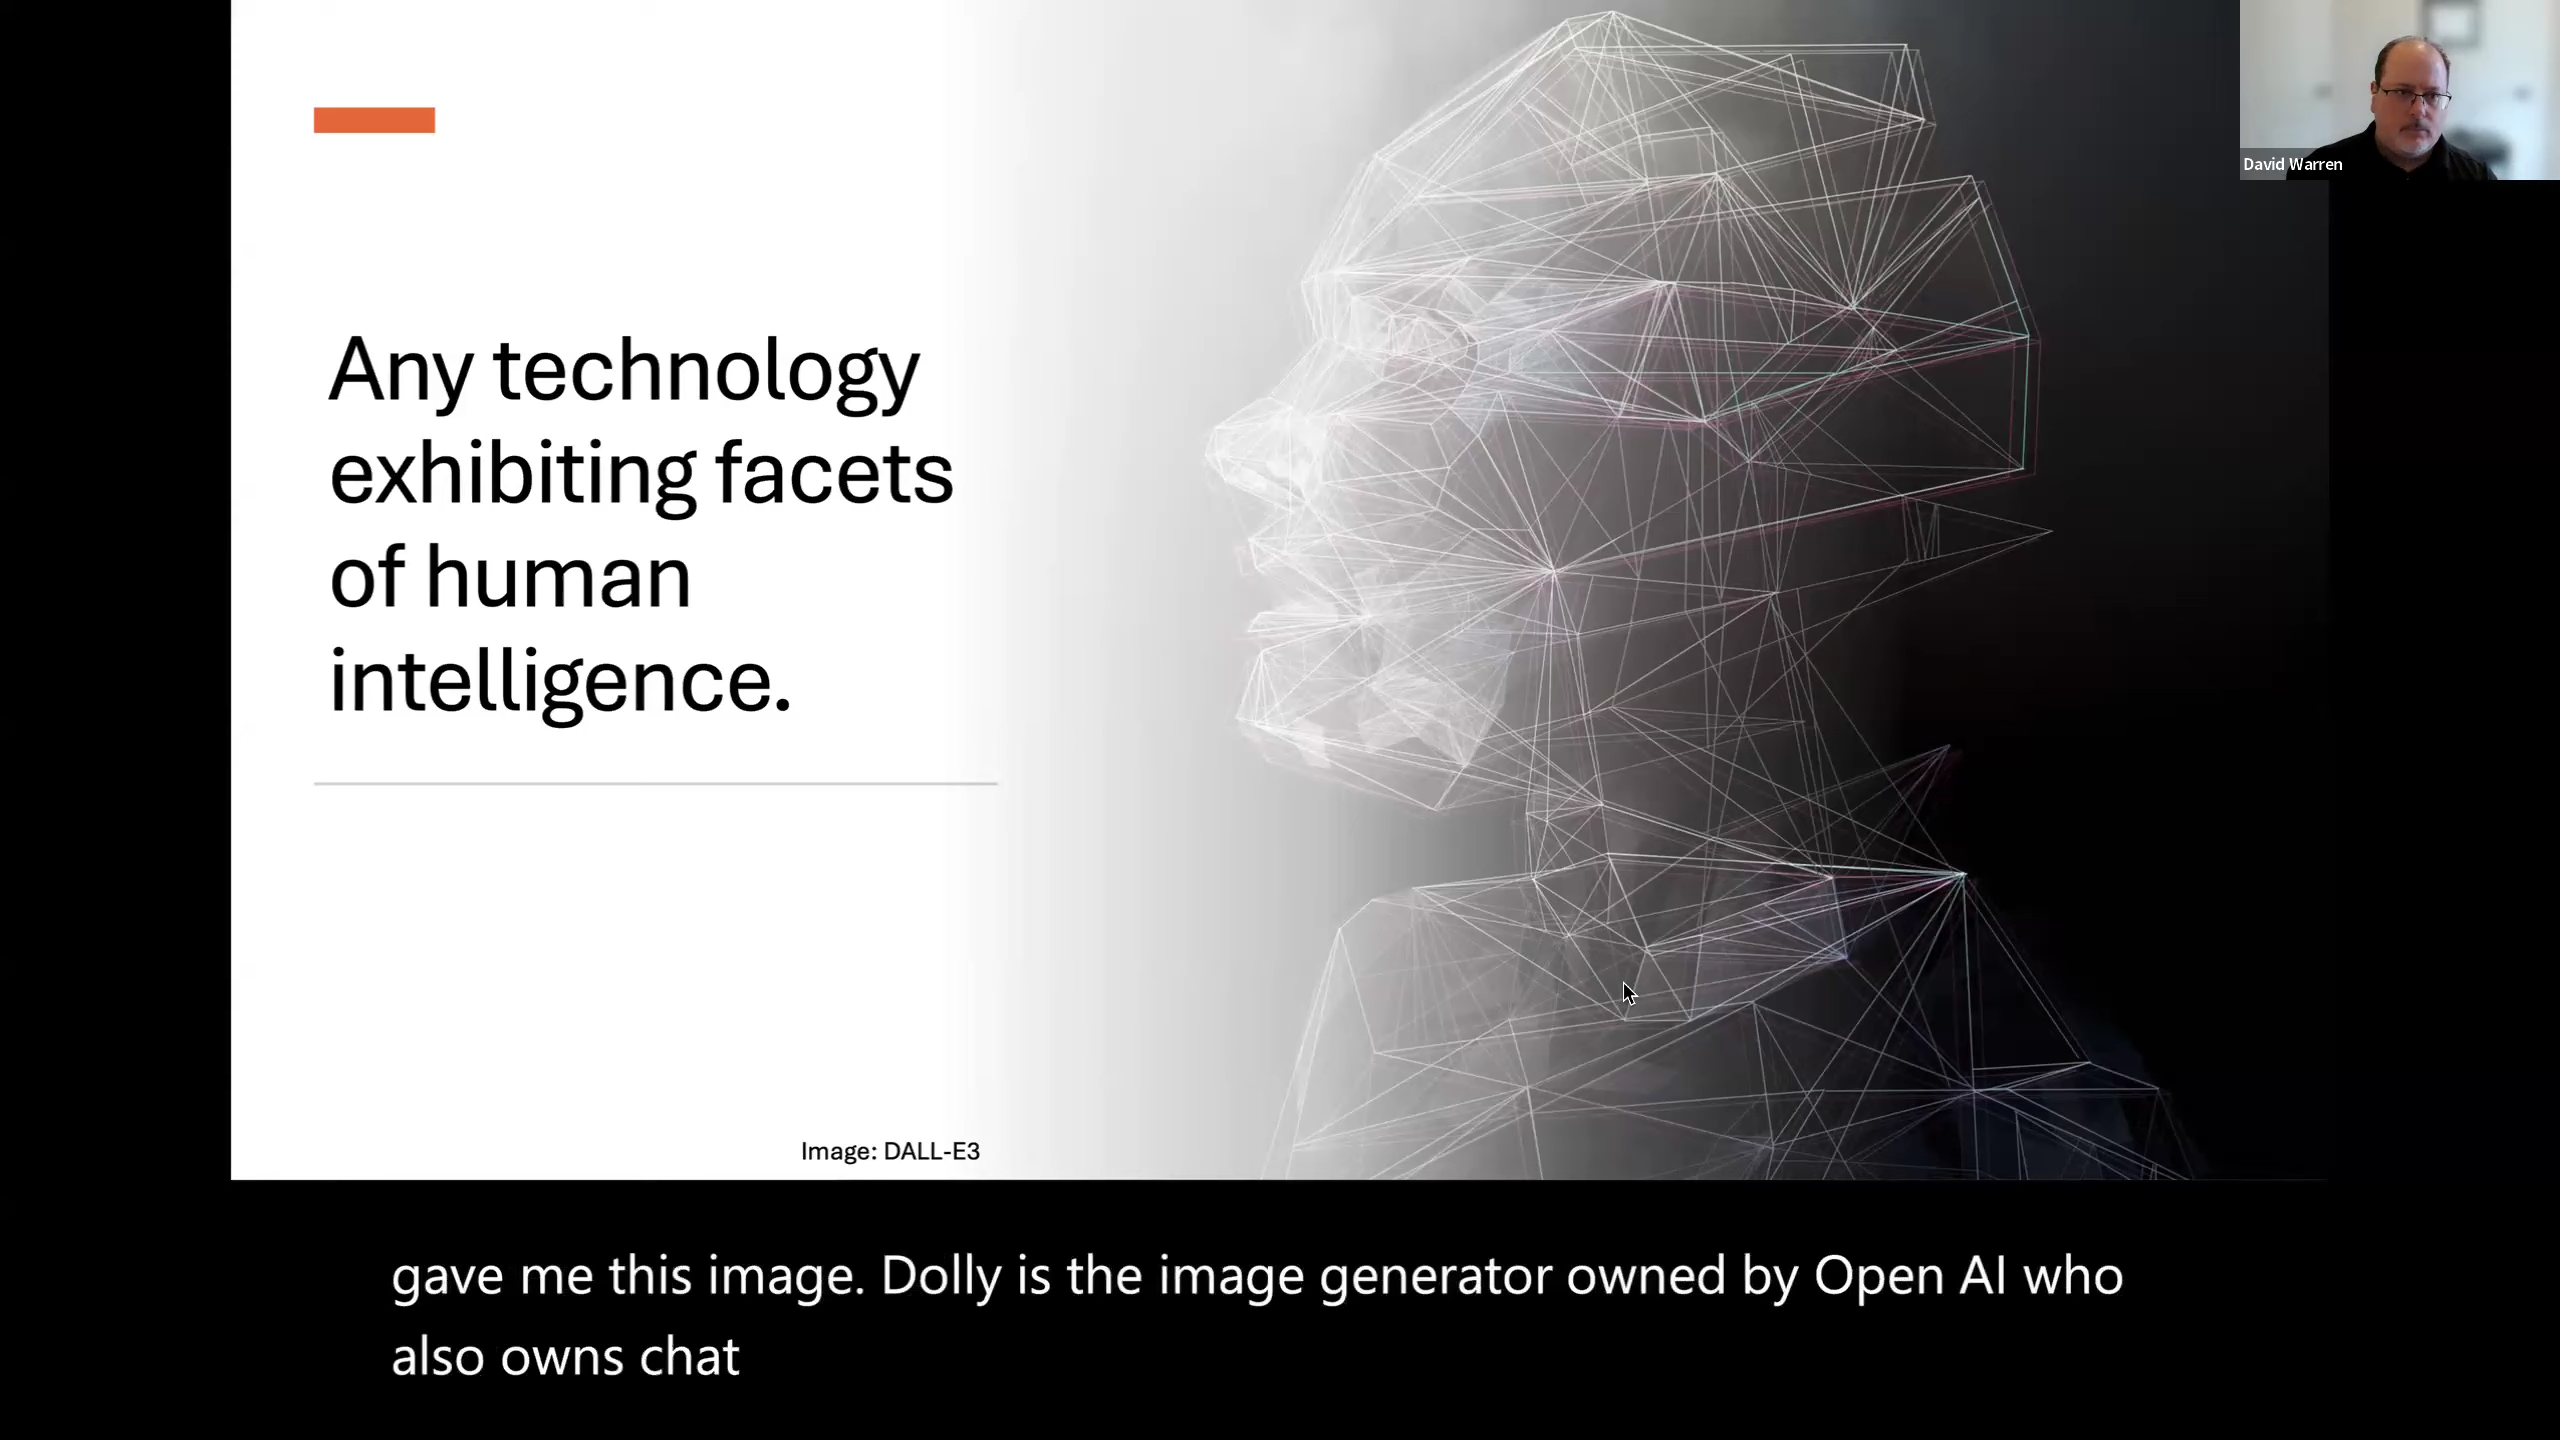 Any technology
exhibiting facets
of human
intelligence.
Image: DALL-E3
David Warren
gave me this image. Dolly is the image generator owned by Open AI who
also owns chat